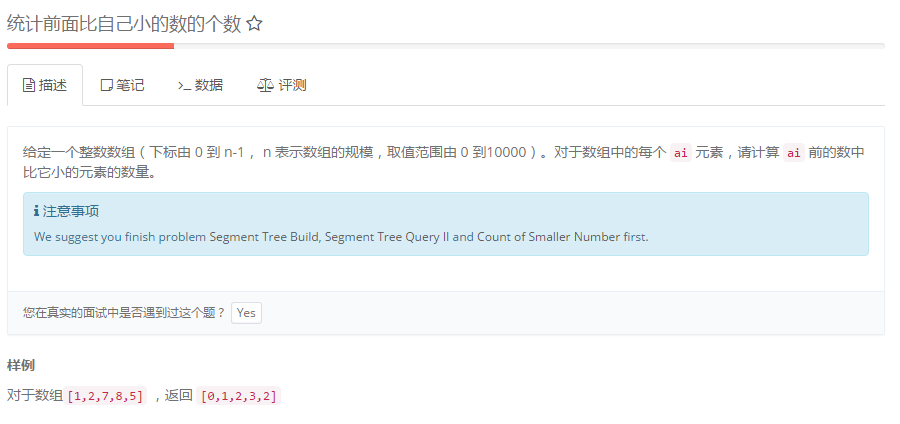 统计前面比自己小的数的个数
描述 笔记 数据 评测
给定一个整数数组（下标由 0 到 n-1， n 表示数组的规模，取值范围由 0 到10000）。对于数组中的每个 ai 元素，请计算 ai 前的数中
比它小的元素的数量。
注意事项
We suggest you finish problem Segment Tree Build, Segment Tree Query II and Count of Smaller Number first.
您在真实的面试中是否遇到过这个题？ Yes
样例
对于数组[1,2,7,8,5] ，返回 [0,1,2,3,2]